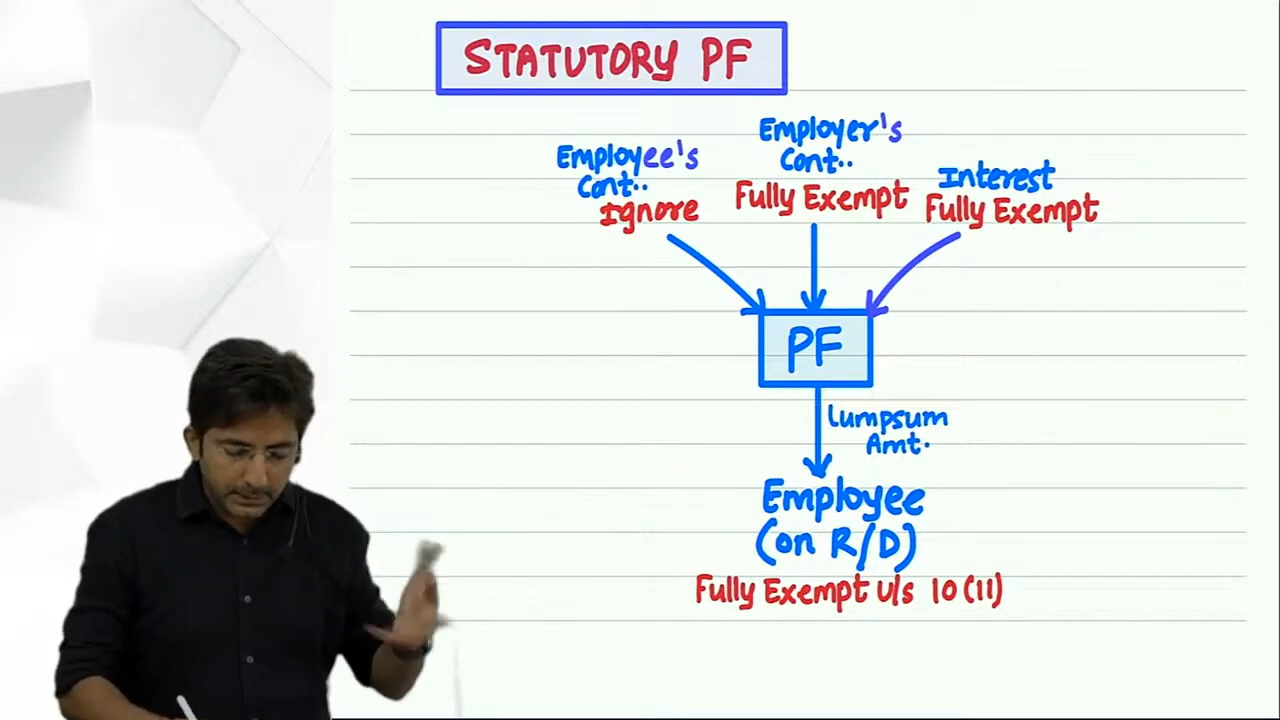 STATUTORY PF
Employee's
Cont..
Ignore
Employer's
Cont..
Fully Exempt
Interest
Fully Exempt
PF
Lumpsum
Amt.
Employee
(on R/D)
Fully Exempt u/s 10(11)